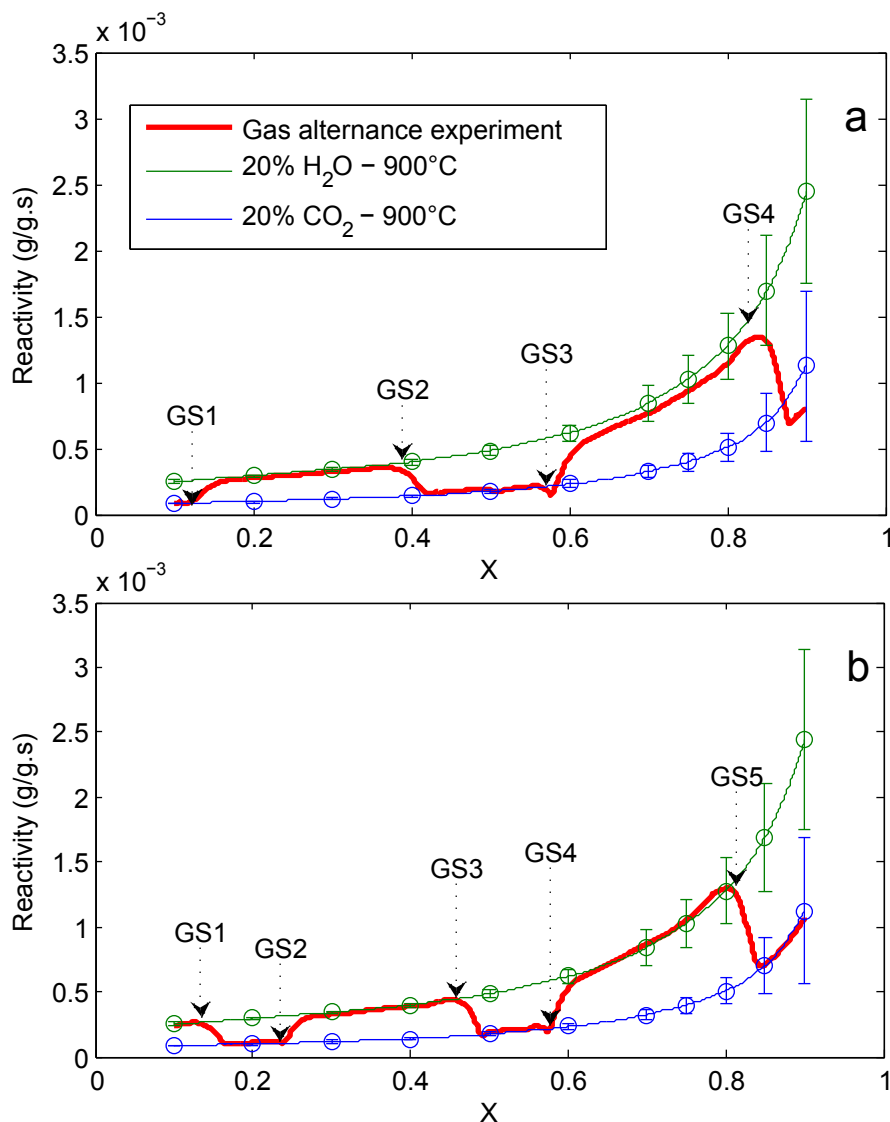 x 10⁻³
3.5
3
2.5
2
1.5
1
0.5
0
Reactivity (g/g.s)
a
Gas alternance experiment
20% H₂O − 900°C
20% CO₂ − 900°C
GS1
GS2
GS3
GS4
0 0.2 0.4 0.6 0.8 1
X
x 10⁻³
3.5
3
2.5
2
1.5
1
0.5
0
Reactivity (g/g.s)
b
GS1
GS2
GS3
GS4
GS5
0 0.2 0.4 0.6 0.8 1
X